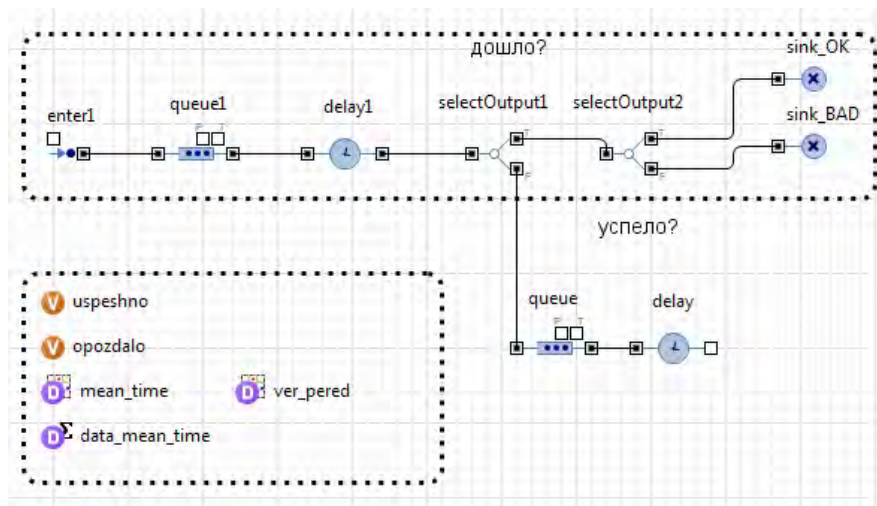 дошло?
sink_OK
enter1
queue1
delay1
selectOutput1
selectOutput2
sink_BAD
P T
T
F
T
F
успело?
queue
delay
P T
V uspeshno
V opozdalo
D mean_time
D ver_pered
D Σ data_mean_time